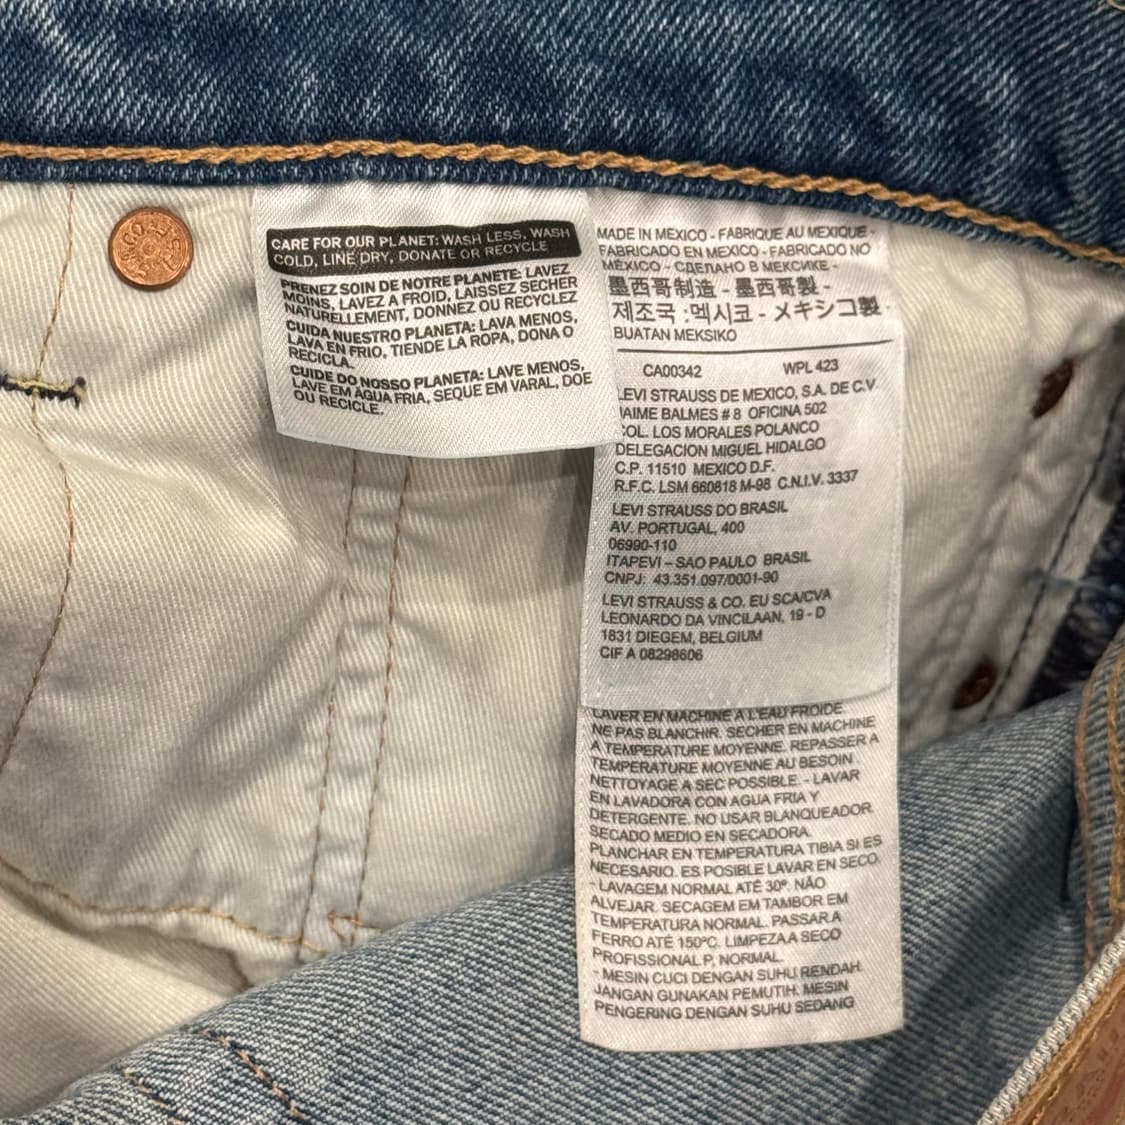 CARE FOR OUR PLANET: WASH LESS, WASH
COLD, LINE DRY, DONATE OR RECYCLE
PRENEZ SOIN DE NOTRE PLANETE: LAVEZ
MOINS, LAVEZ A FROID, LAISSEZ SECHER
NATURELLEMENT, DONNEZ OU RECYCLEZ
CUIDA NUESTRO PLANETA: LAVA MENOS,
LAVA EN FRIO, TIENDE LA ROPA, DONA O
RECICLA.
CUIDE DO NOSSO PLANETA: LAVE MENOS,
LAVE EM ÁGUA FRIA, SEQUE EM VARAL, DOE
OU RECICLE.
MADE IN MEXICO - FABRIQUE AU MEXIQUE -
FABRICADO EN MEXICO - FABRICADO NO
MÉXICO - СДЕЛАНО В МЕКСИКЕ -
墨西哥制造 - 墨西哥製 -
제조국 :멕시코 - メキシコ製 -
BUATAN MEKSIKO
CA00342 WPL 423
LEVI STRAUSS DE MEXICO, S.A. DE C.V.
JAIME BALMES # 8 OFICINA 502
COL. LOS MORALES POLANCO
DELEGACION MIGUEL HIDALGO
C.P. 11510 MEXICO D.F.
R.F.C. LSM 660818 M-98 C.N.I.V. 3337
LEVI STRAUSS DO BRASIL
AV. PORTUGAL, 400
06990-110
ITAPEVI - SAO PAULO BRASIL
CNPJ: 43.351.097/0001-90
LEVI STRAUSS & CO. EU SCA/CVA
LEONARDO DA VINCILAAN, 19 - D
1831 DIEGEM, BELGIUM
CIF A 08298606
LAVER EN MACHINE A L'EAU FROIDE.
NE PAS BLANCHIR. SECHER EN MACHINE
A TEMPERATURE MOYENNE. REPASSER A
TEMPERATURE MOYENNE AU BESOIN
NETTOYAGE A SEC POSSIBLE. - LAVAR
EN LAVADORA CON AGUA FRIA Y
DETERGENTE. NO USAR BLANQUEADOR.
SECADO MEDIO EN SECADORA.
PLANCHAR EN TEMPERATURA TIBIA SI ES
NECESARIO. ES POSIBLE LAVAR EN SECO.
- LAVAGEM NORMAL ATÉ 30º. NÃO
ALVEJAR. SECAGEM EM TAMBOR EM
TEMPERATURA NORMAL. PASSAR A
FERRO ATÉ 150ºC. LIMPEZA A SECO
PROFISSIONAL P, NORMAL.
- MESIN CUCI DENGAN SUHU RENDAH.
JANGAN GUNAKAN PEMUTIH. MESIN
PENGERING DENGAN SUHU SEDANG